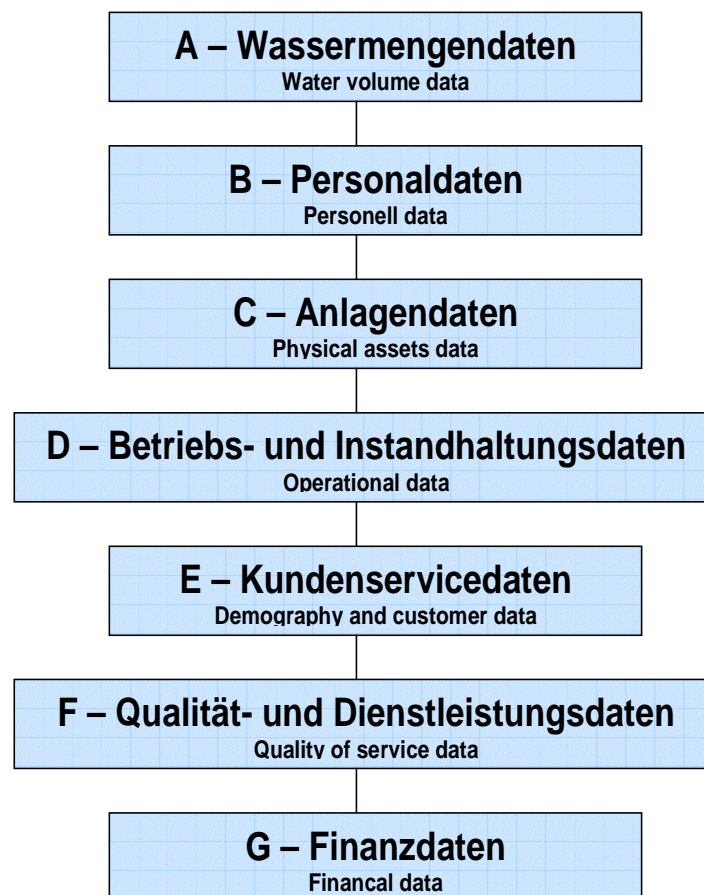 A – Wassermengendaten
Water volume data
B – Personaldaten
Personell data
C – Anlagendaten
Physical assets data
D – Betriebs- und Instandhaltungsdaten
Operational data
E – Kundenservicedaten
Demography and customer data
F – Qualität- und Dienstleistungsdaten
Quality of service data
G – Finanzdaten
Financal data